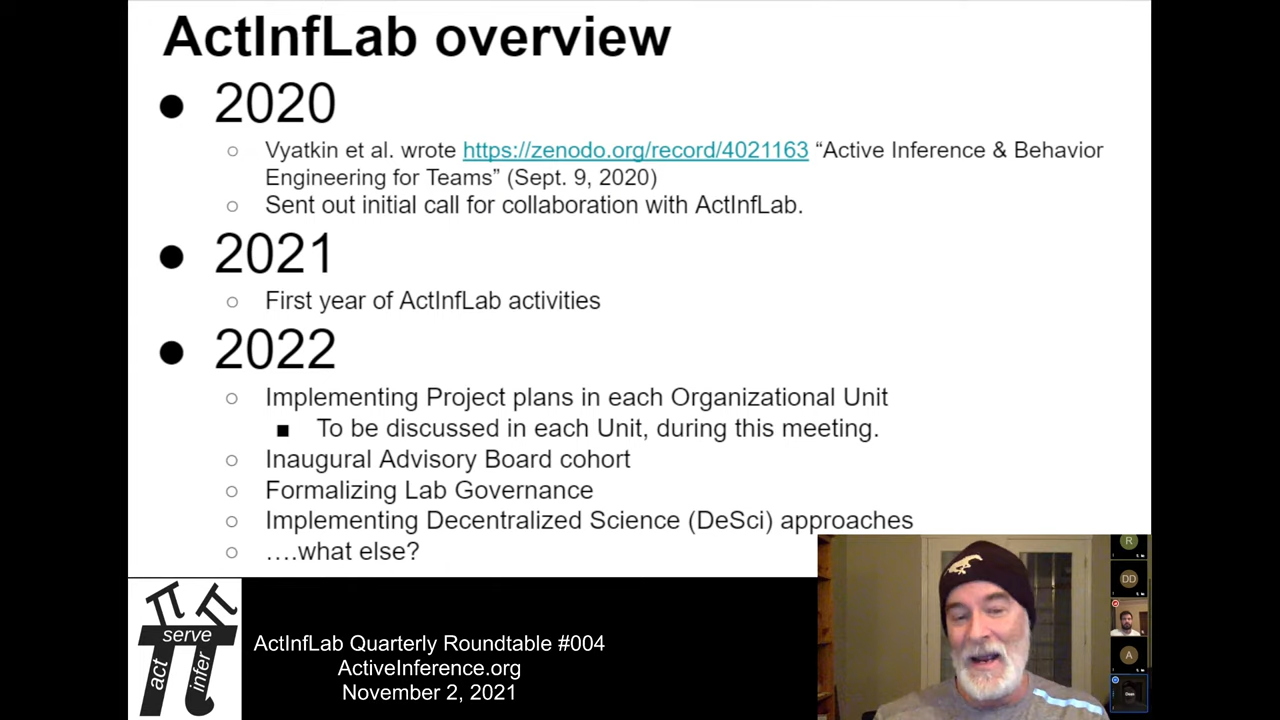 ActInfLab overview
● 2020
○ Vyatkin et al. wrote https://zenodo.org/record/4021163 “Active Inference & Behavior
Engineering for Teams” (Sept. 9, 2020)
○ Sent out initial call for collaboration with ActInfLab.
● 2021
○ First year of ActInfLab activities
● 2022
○ Implementing Project plans in each Organizational Unit
■ To be discussed in each Unit, during this meeting.
○ Inaugural Advisory Board cohort
○ Formalizing Lab Governance
○ Implementing Decentralized Science (DeSci) approaches
○ ….what else?
R
DD
A
Dean
π π
serve
act
infer
ActInfLab Quarterly Roundtable #004
ActiveInference.org
November 2, 2021